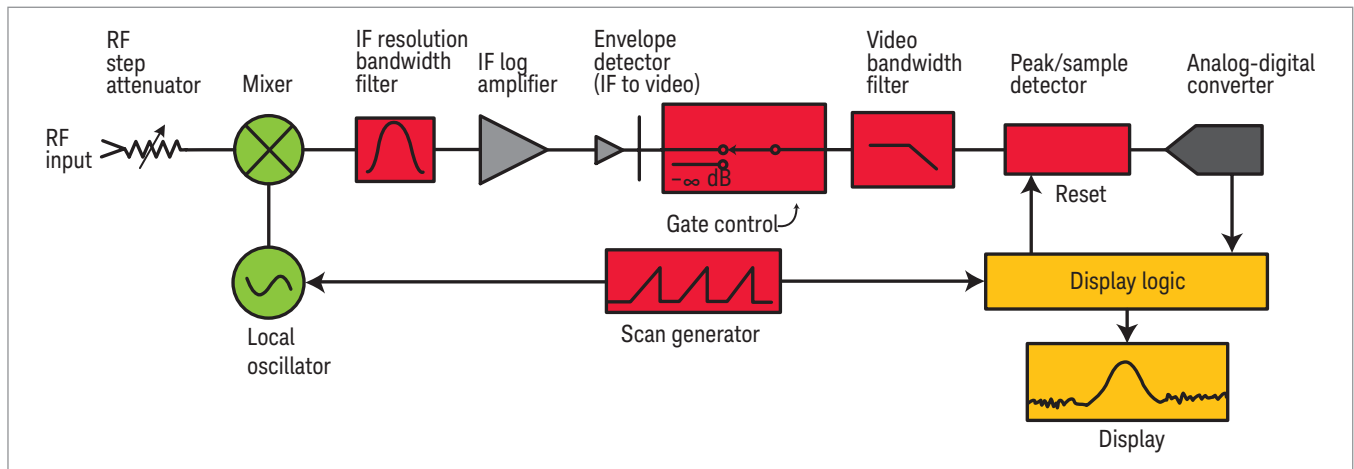 RF
step
attenuator
Mixer
IF resolution
bandwidth
filter
IF log
amplifier
Envelope
detector
(IF to video)
Video
bandwidth
filter
Peak/sample
detector
Analog-digital
converter
RF
input
–∞ dB
Gate control
Reset
Local
oscillator
Scan generator
Display logic
Display